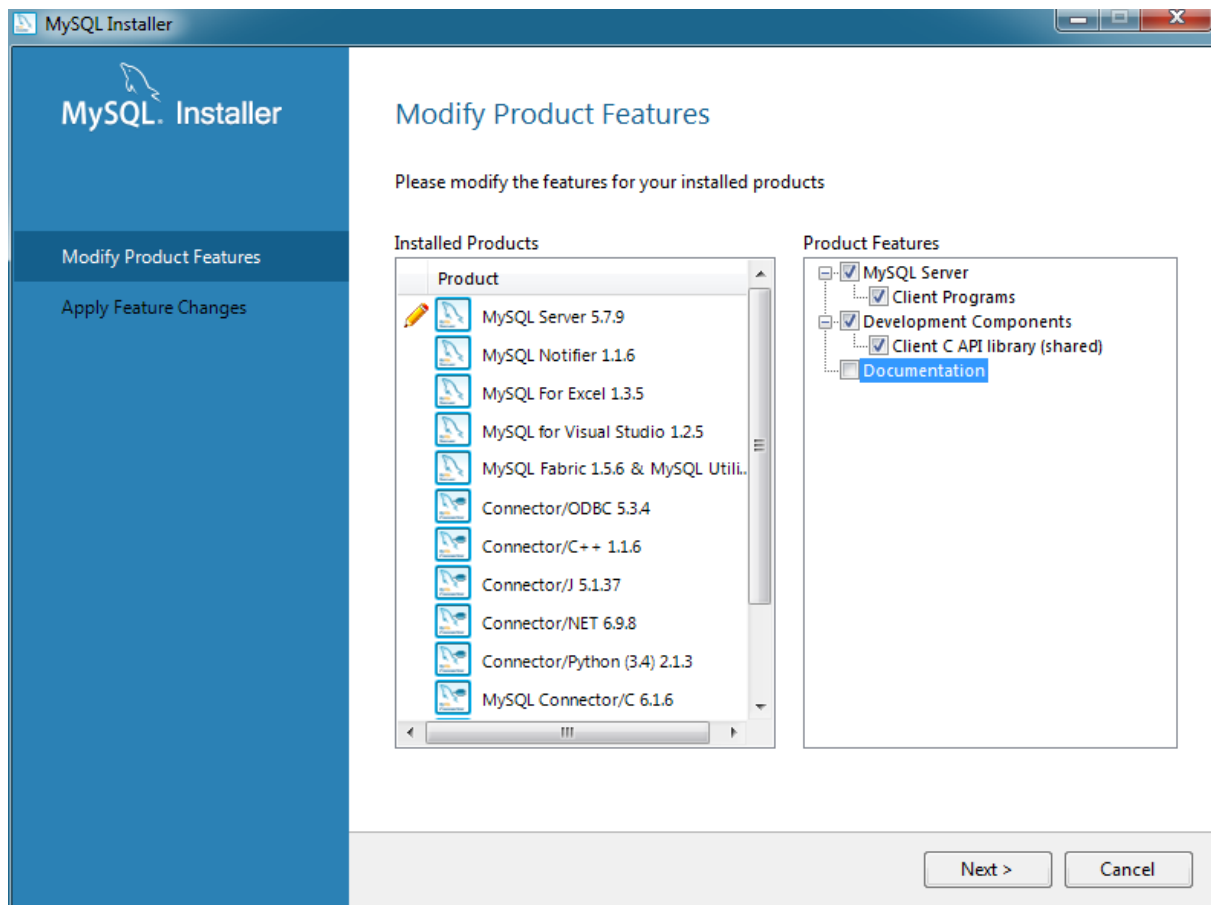 MySQL Installer
MySQL. Installer
Modify Product Features
Apply Feature Changes
Modify Product Features
Please modify the features for your installed products
Installed Products
Product
MySQL Server 5.7.9
MySQL Notifier 1.1.6
MySQL For Excel 1.3.5
MySQL for Visual Studio 1.2.5
MySQL Fabric 1.5.6 & MySQL Utili..
Connector/ODBC 5.3.4
Connector/C++ 1.1.6
Connector/J 5.1.37
Connector/NET 6.9.8
Connector/Python (3.4) 2.1.3
MySQL Connector/C 6.1.6
Product Features
MySQL Server
Client Programs
Development Components
Client C API library (shared)
Documentation
Next >
Cancel